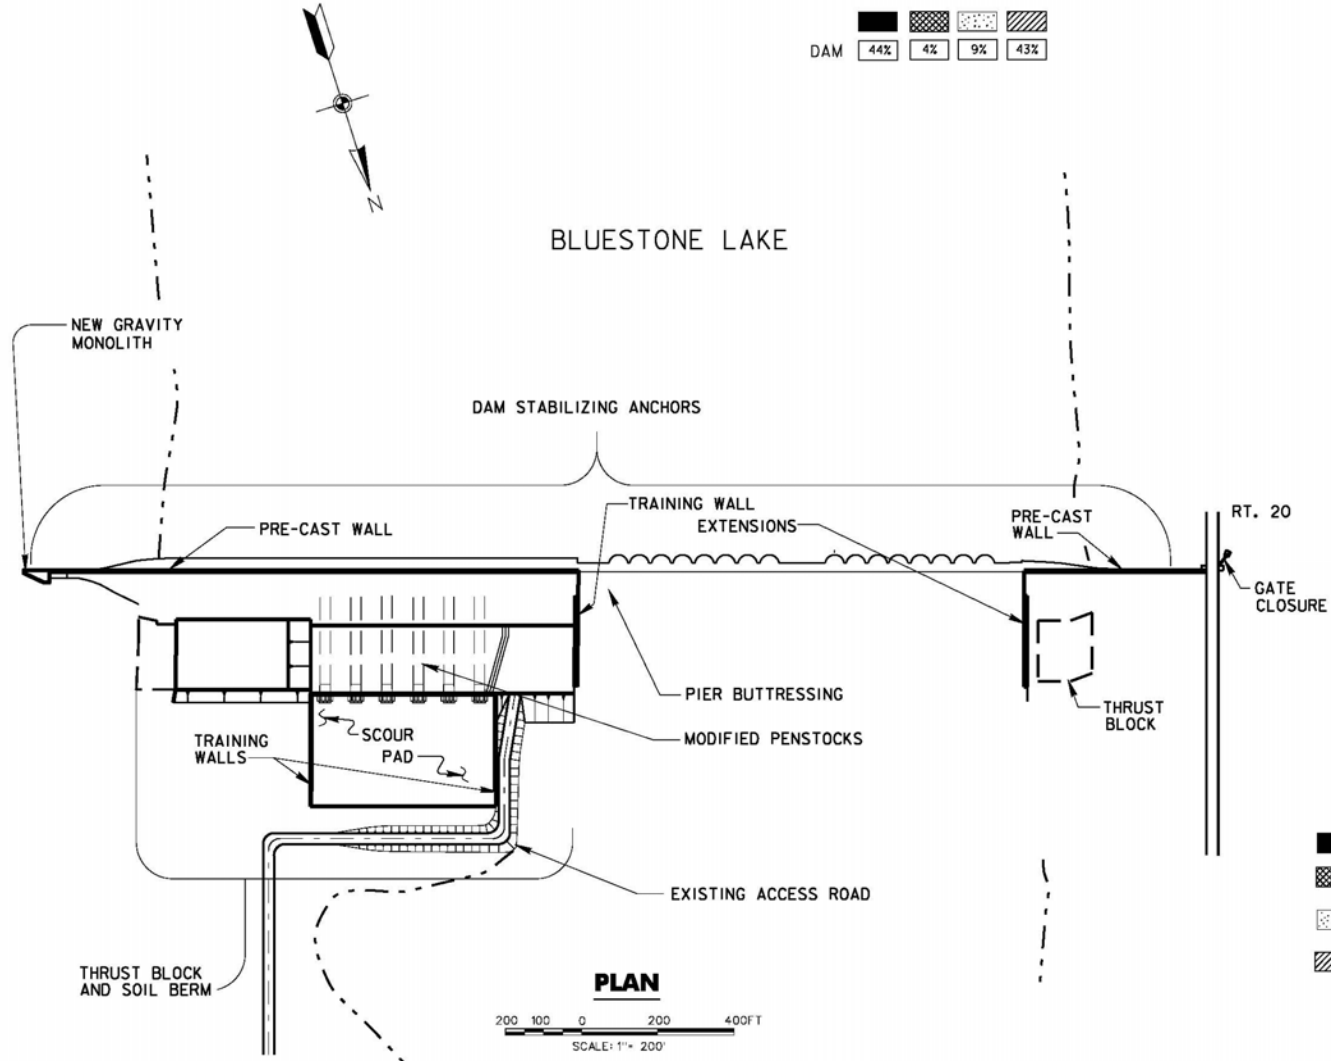 DAM 44% 4% 9% 43%
N
BLUESTONE LAKE
NEW GRAVITY
MONOLITH
DAM STABILIZING ANCHORS
TRAINING WALL
EXTENSIONS
PRE-CAST WALL
PRE-CAST
WALL
RT. 20
GATE
CLOSURE
PIER BUTTRESSING
THRUST
BLOCK
MODIFIED PENSTOCKS
SCOUR
PAD
TRAINING
WALLS
EXISTING ACCESS ROAD
THRUST BLOCK
AND SOIL BERM
PLAN
200 100 0 200 400FT
SCALE: 1"= 200'